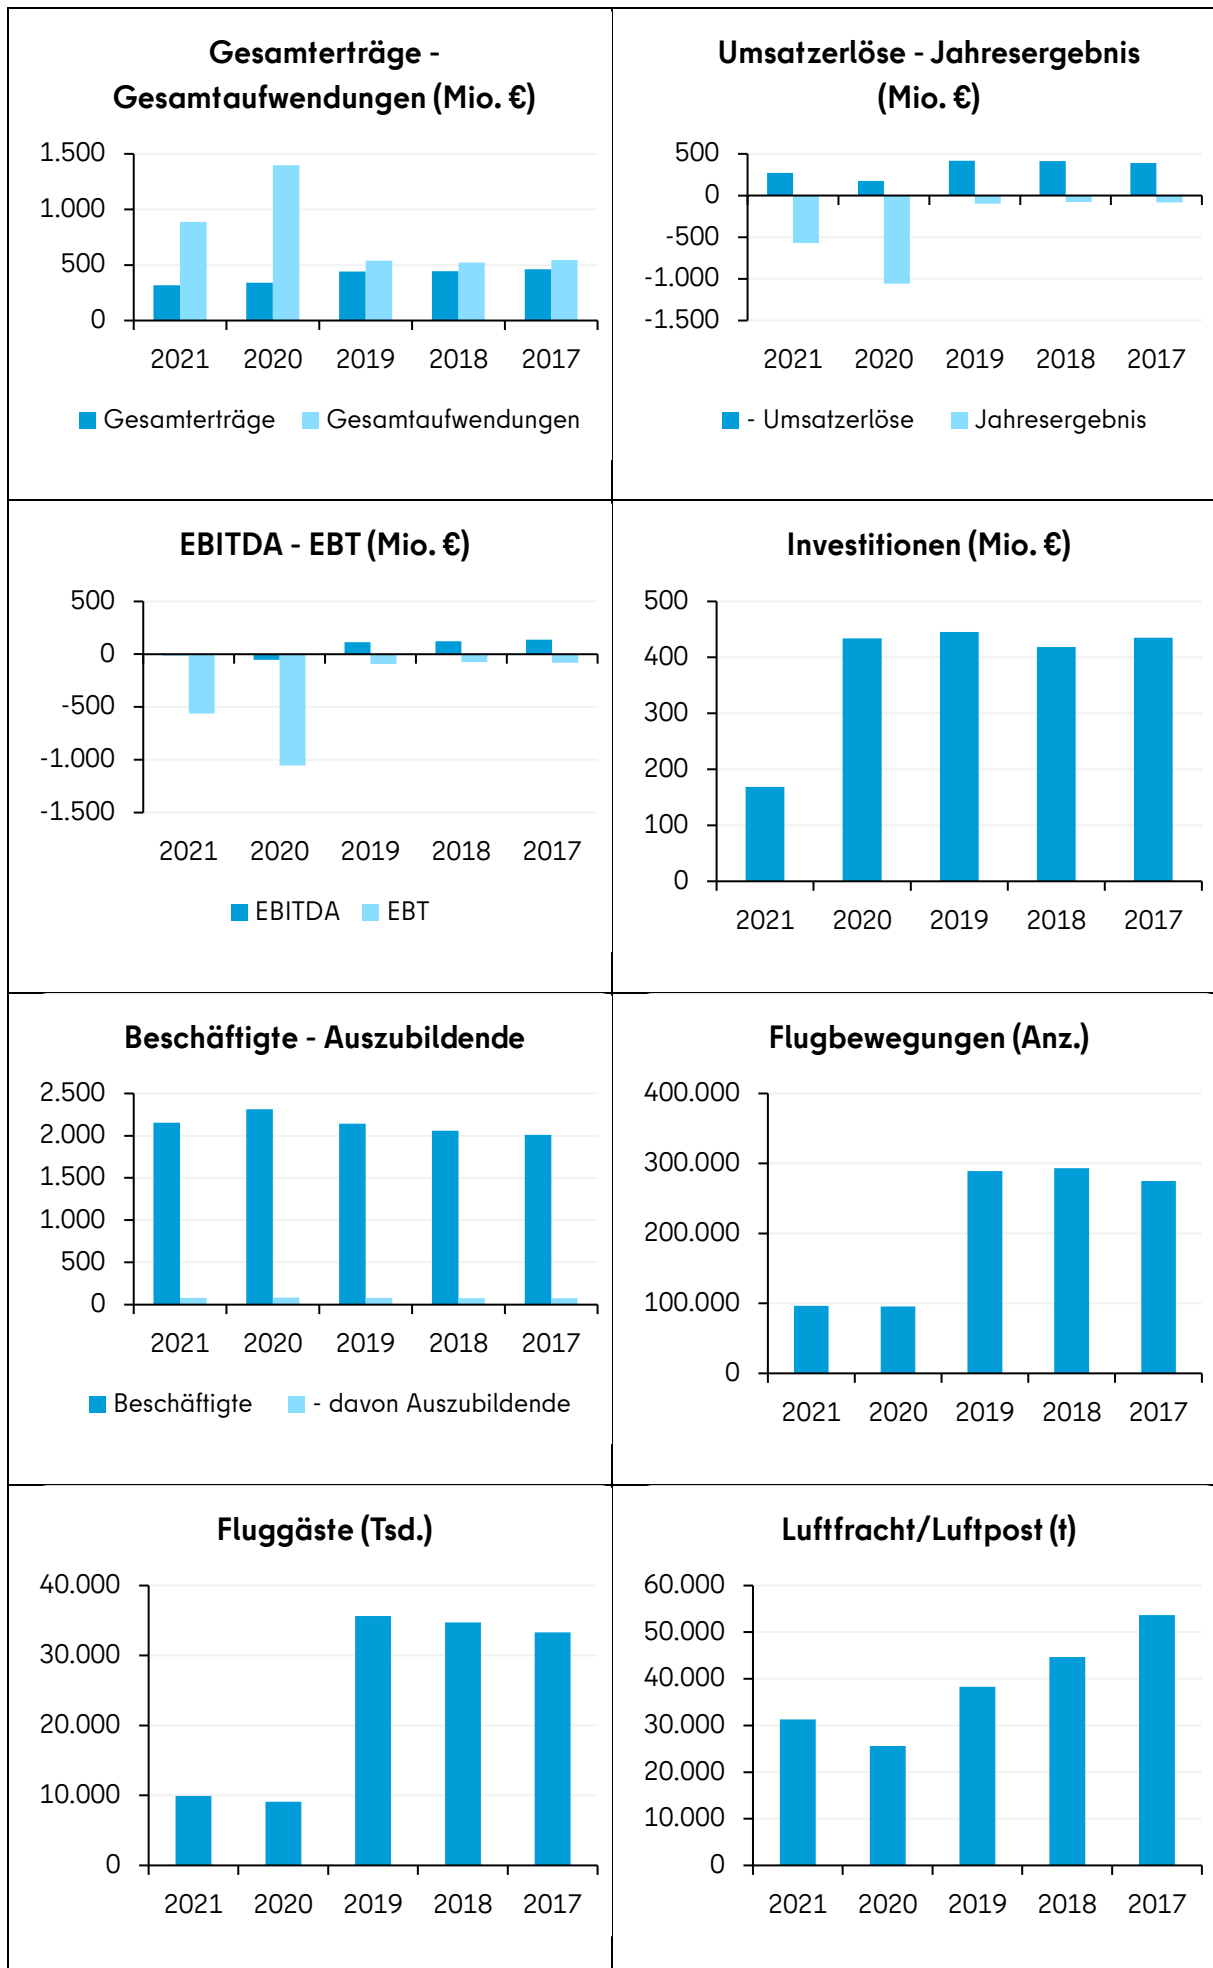 Gesamterträge -
Gesamtaufwendungen (Mio. €)
1.500
1.000
500
0
2021 2020 2019 2018 2017
Gesamterträge Gesamtaufwendungen
Umsatzerlöse - Jahresergebnis
(Mio. €)
500
0
-500
-1.000
-1.500
2021 2020 2019 2018 2017
- Umsatzerlöse Jahresergebnis
EBITDA - EBT (Mio. €)
500
0
-500
-1.000
-1.500
2021 2020 2019 2018 2017
EBITDA EBT
Investitionen (Mio. €)
500
400
300
200
100
0
2021 2020 2019 2018 2017
Beschäftigte - Auszubildende
2.500
2.000
1.500
1.000
500
0
2021 2020 2019 2018 2017
Beschäftigte - davon Auszubildende
Flugbewegungen (Anz.)
400.000
300.000
200.000
100.000
0
2021 2020 2019 2018 2017
Fluggäste (Tsd.)
40.000
30.000
20.000
10.000
0
2021 2020 2019 2018 2017
Luftfracht/Luftpost (t)
60.000
50.000
40.000
30.000
20.000
10.000
0
2021 2020 2019 2018 2017